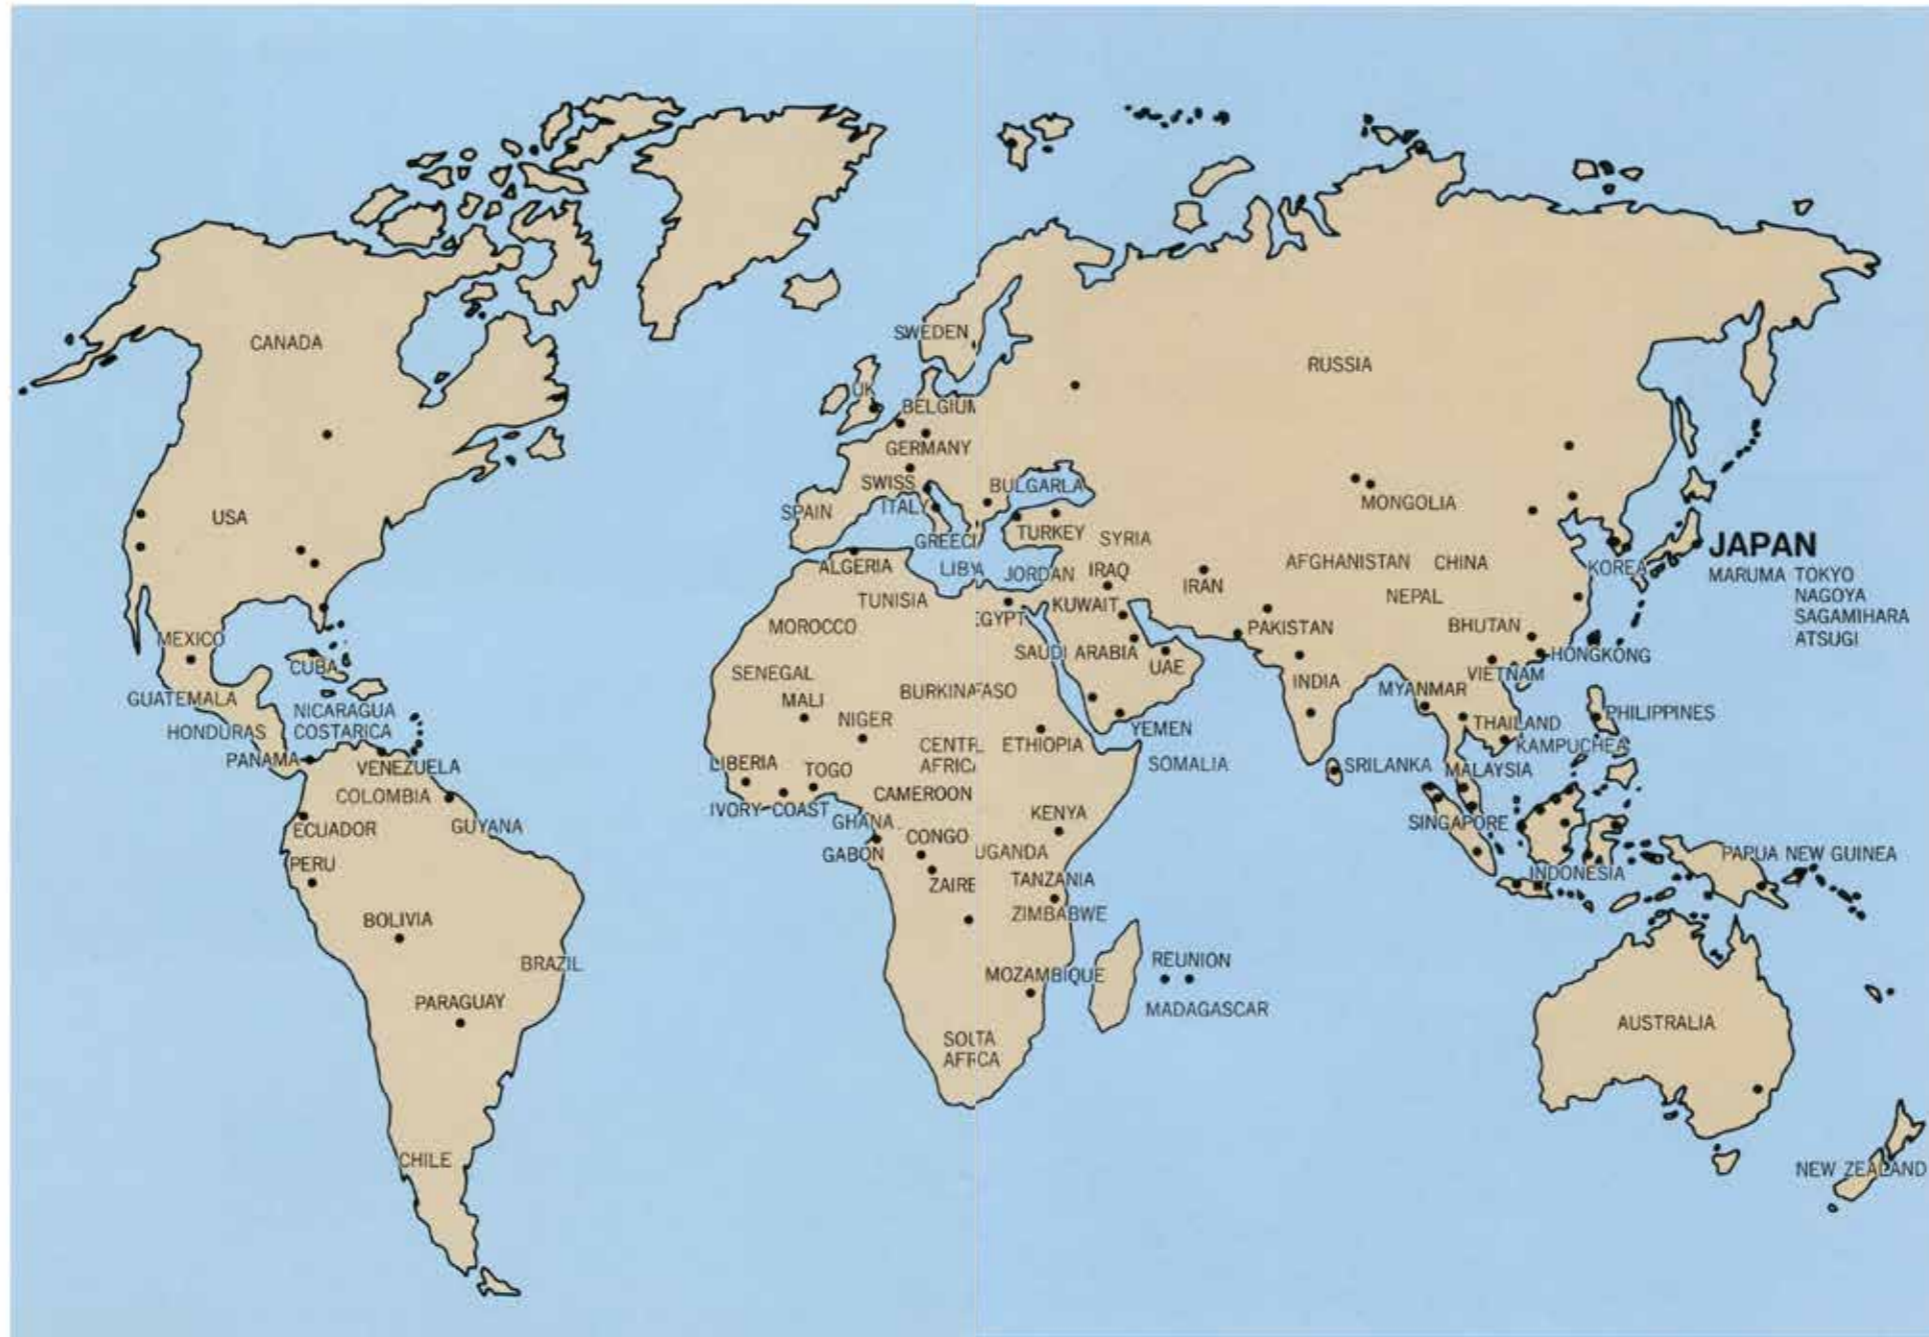 CANADA
USA
MEXICO
CUBA
GUATEMALA
NICARAGUA
HONDURAS
COSTARICA
PANAMA
VENEZUELA
COLOMBIA
GUYANA
ECUADOR
PERU
BOLIVIA
BRAZIL
PARAGUAY
CHILE
SWEDEN
UK
BELGIUM
GERMANY
SWISS
ITALY
SPAIN
BULGARLA
GREECE
TURKEY
SYRIA
RUSSIA
ALGERIA
LIBYA
JORDAN
IRAQ
IRAN
TUNISIA
EGYPT
KUWAIT
MOROCCO
SAUDI ARABIA
UAE
SENEGAL
MALI
BURKINAFASO
NIGER
YEMEN
CENTR
AFRICA
ETHIOPIA
SOMALIA
LIBERIA
TOGO
CAMEROON
IVORY COAST
GHANA
KENYA
CONGO
GABON
UGANDA
ZAIRE
TANZANIA
ZIMBABWE
MOZAMBIQUE
REUNION
MADAGASCAR
SOUTA
AFRICA
MONGOLIA
AFGHANISTAN
CHINA
KOREA
NEPAL
PAKISTAN
BHUTAN
HONGKONG
INDIA
VIETNAM
MYANMAR
THAILAND
PHILIPPINES
KAMPUCHEA
SRILANKA
MALAYSIA
SINGAPORE
INDONESIA
PAPUA NEW GUINEA
AUSTRALIA
NEW ZEALAND
JAPAN
MARUMA TOKYO
NAGOYA
SAGAMIHARA
ATSUGI